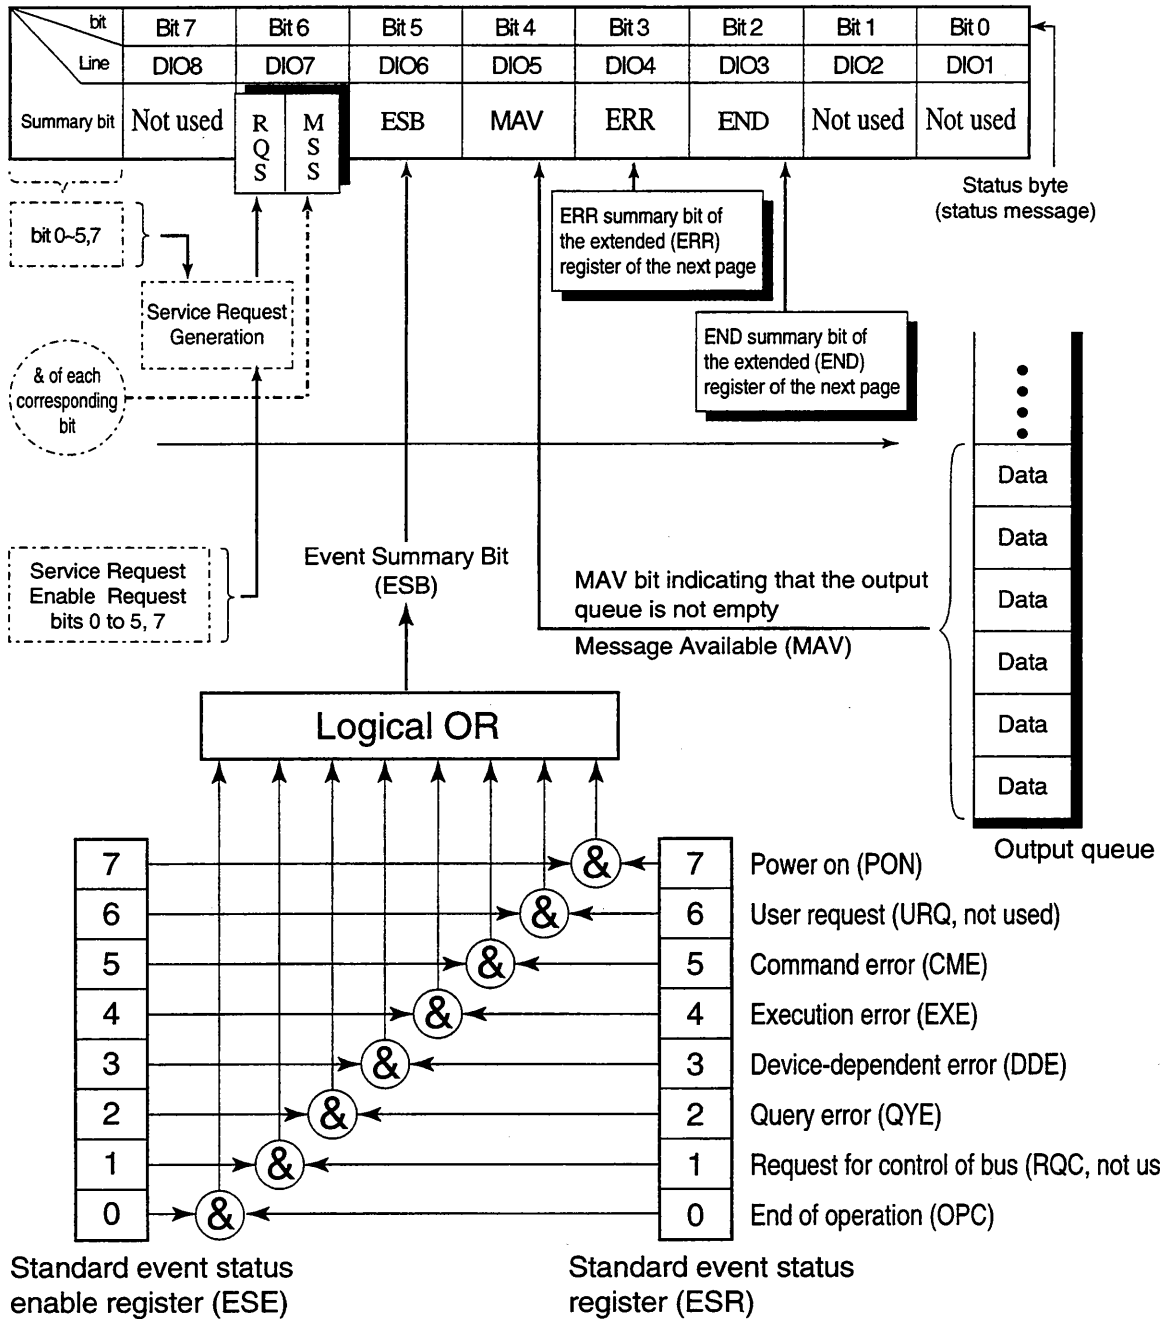 bit Bit 7 Bit 6 Bit 5 Bit 4 Bit 3 Bit 2 Bit 1 Bit 0
Line DIO8 DIO7 DIO6 DIO5 DIO4 DIO3 DIO2 DIO1
Summary bit Not used RQS MSS ESB MAV ERR END Not used Not used
Status byte
(status message)
bit 0~5,7
ERR summary bit of
the extended (ERR)
register of the next page
Service Request
Generation
END summary bit of
the extended (END)
register of the next page
& of each
corresponding
bit
Data
Data
Data
Data
Data
Data
Output queue
Service Request
Enable Request
bits 0 to 5, 7
Event Summary Bit
(ESB)
MAV bit indicating that the output
queue is not empty
Message Available (MAV)
Logical OR
7 & 7 Power on (PON)
6 & 6 User request (URQ, not used)
5 & 5 Command error (CME)
4 & 4 Execution error (EXE)
3 & 3 Device-dependent error (DDE)
2 & 2 Query error (QYE)
1 & 1 Request for control of bus (RQC, not us
0 & 0 End of operation (OPC)
Standard event status
enable register (ESE)
Standard event status
register (ESR)